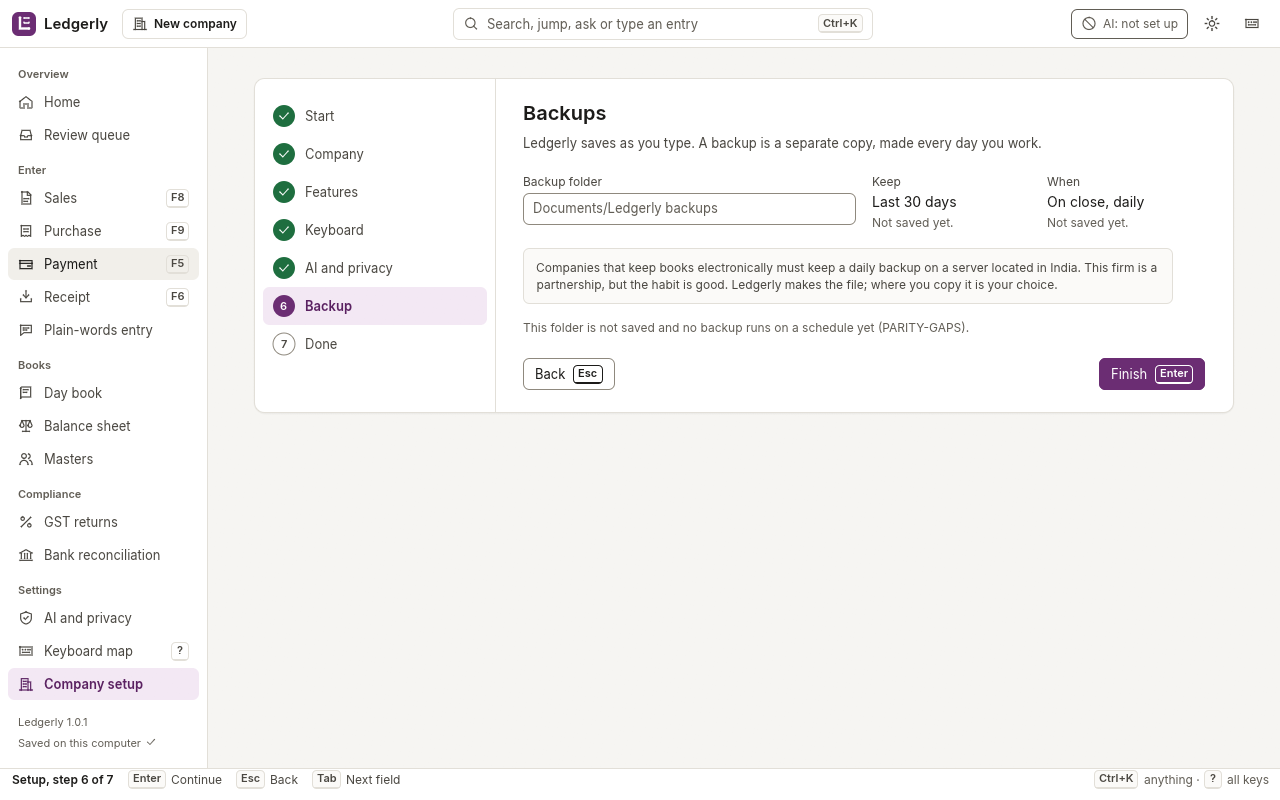 Ledgerly
New company
Search, jump, ask or type an entry
Ctrl+K
AI: not set up
Overview
Home
Review queue
Enter
Sales F8
Purchase F9
Payment F5
Receipt F6
Plain-words entry
Books
Day book
Balance sheet
Masters
Compliance
GST returns
Bank reconciliation
Settings
AI and privacy
Keyboard map ?
Company setup
Ledgerly 1.0.1
Saved on this computer
Start
Company
Features
Keyboard
AI and privacy
6 Backup
7 Done
Backups
Ledgerly saves as you type. A backup is a separate copy, made every day you work.
Backup folder
Documents/Ledgerly backups
Keep
Last 30 days
Not saved yet.
When
On close, daily
Not saved yet.
Companies that keep books electronically must keep a daily backup on a server located in India. This firm is a
partnership, but the habit is good. Ledgerly makes the file; where you copy it is your choice.
This folder is not saved and no backup runs on a schedule yet (PARITY-GAPS).
Back Esc
Finish Enter
Setup, step 6 of 7 Enter Continue Esc Back Tab Next field
Ctrl+K anything · ? all keys